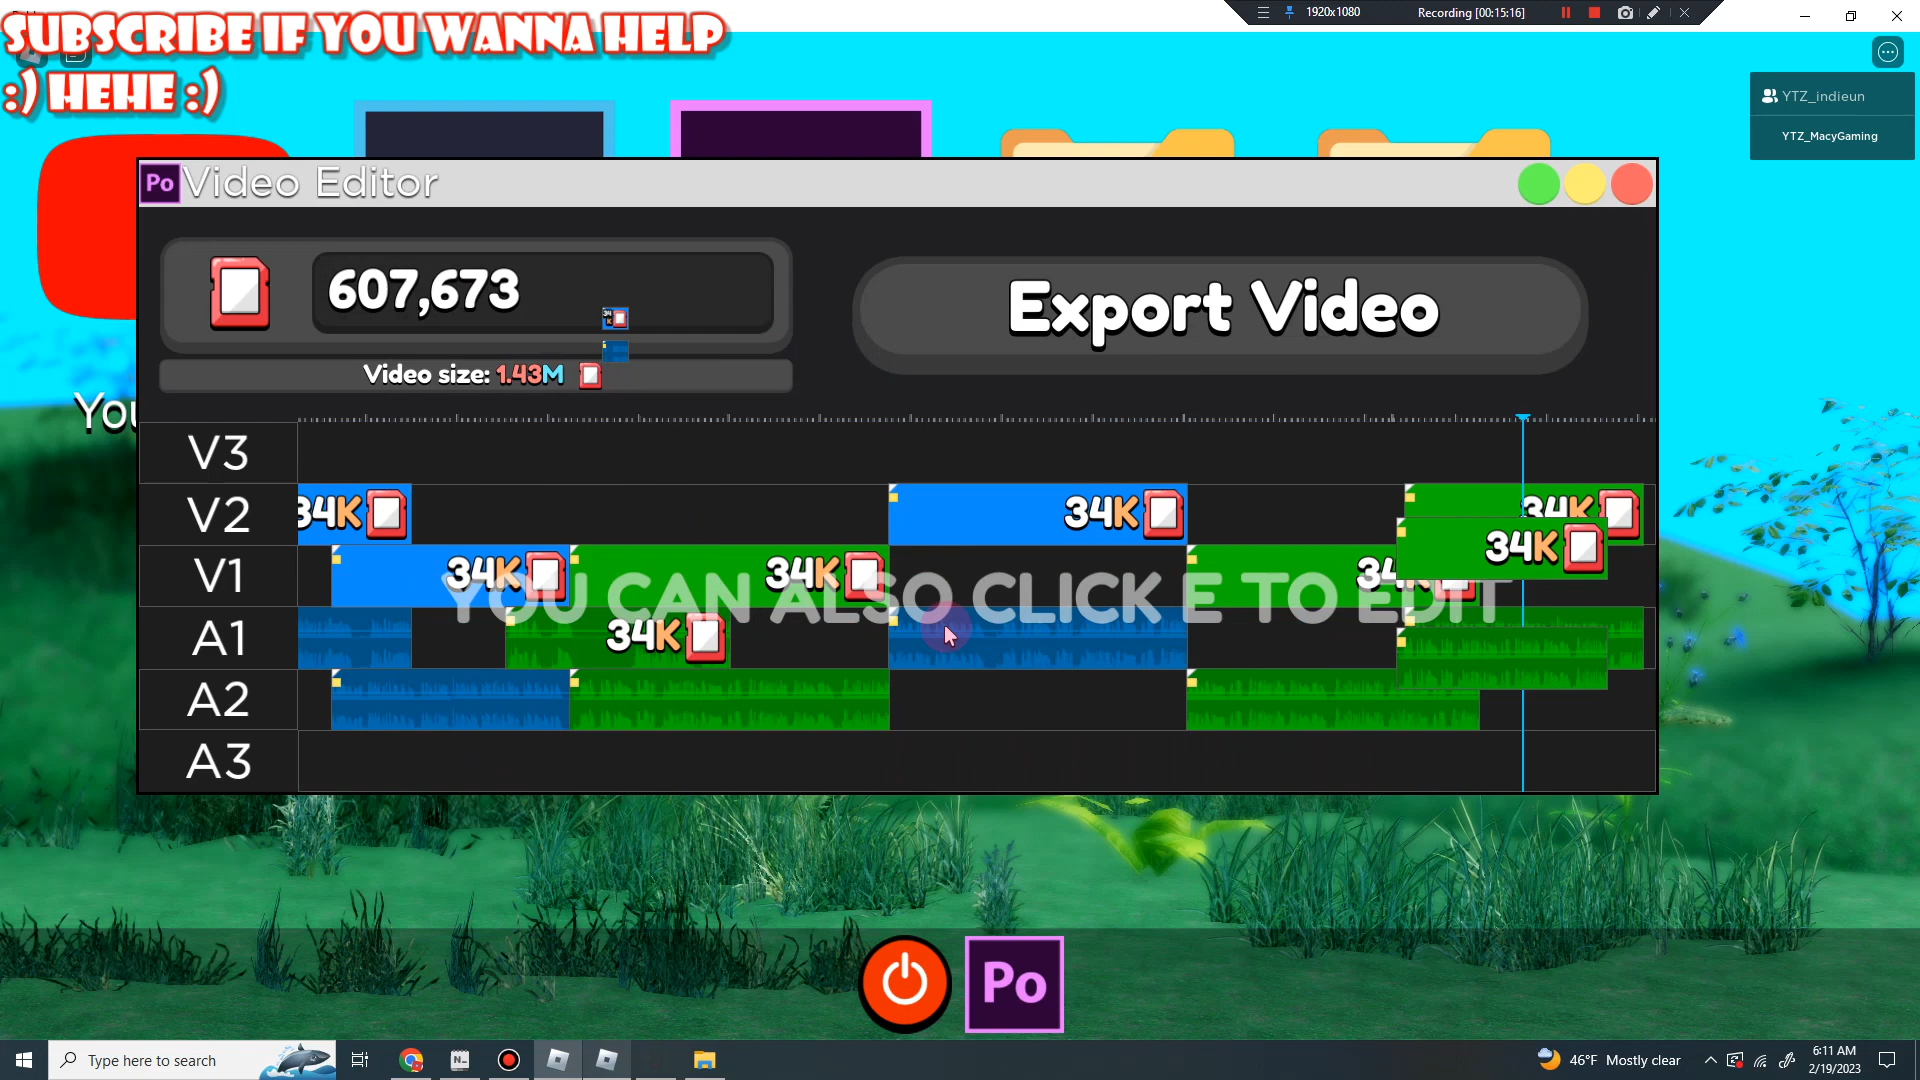 SUBSCRIBE IF YOU WANNA HELP
:) HEHE :)
1920x1080
Recording [00:15:16]
YTZ_indieun
YTZ_MacyGaming
Po Video Editor
607,673
34K
Export Video
Video size: 1.43M
You
V3
V2
34K
34K
34K
V1
34K
34K
34K
34K
YOU CAN ALSO CLICK E TO EDIT
A1
34K
A2
A3
Po
Type here to search
N
46°F Mostly clear
6:11 AM
2/19/2023